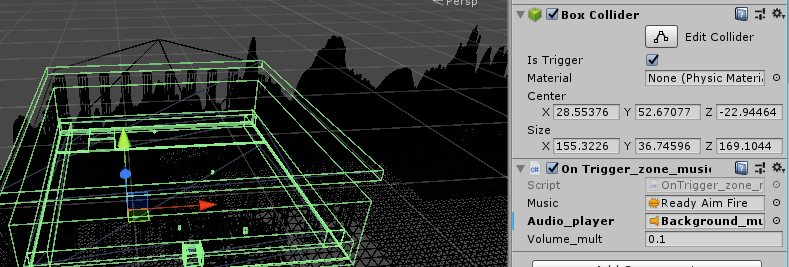 Persp
Box Collider
Edit Collider
Is Trigger
Material None (Physic Materi
Center
X 28.55376 Y 52.67077 Z -22.94464
Size
X 155.3226 Y 36.74596 Z 169.1044
On Trigger_zone_musi
Script OnTrigger_zone_r
Music Ready Aim Fire
Audio_player Background_mu
Volume_mult 0.1